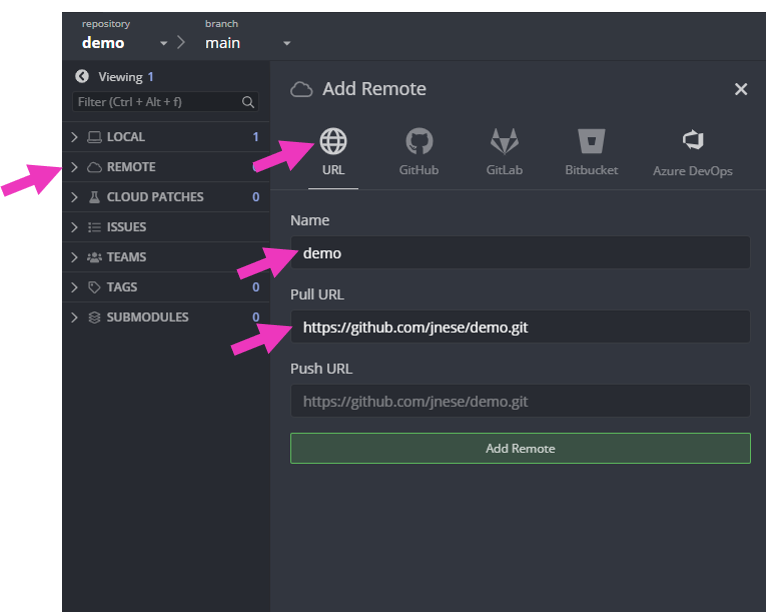 repository
demo
branch
main
Viewing 1
Filter (Ctrl + Alt + f)
LOCAL 1
REMOTE
CLOUD PATCHES 0
ISSUES
TEAMS
TAGS 0
SUBMODULES 0
Add Remote
URL
GitHub
GitLab
Bitbucket
Azure DevOps
Name
demo
Pull URL
https://github.com/jnese/demo.git
Push URL
https://github.com/jnese/demo.git
Add Remote